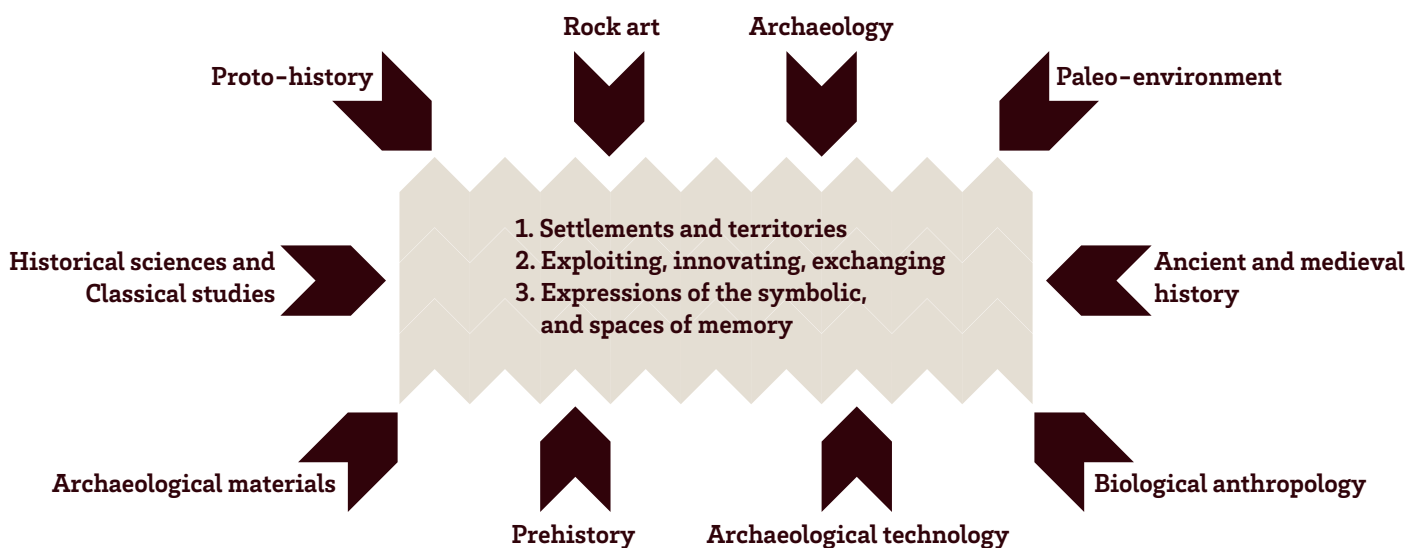 Rock art
Archaeology
Proto-history
Paleo-environment
1. Settlements and territories
2. Exploiting, innovating, exchanging
3. Expressions of the symbolic,
and spaces of memory
Historical sciences and
Classical studies
Ancient and medieval
history
Archaeological materials
Biological anthropology
Prehistory
Archaeological technology